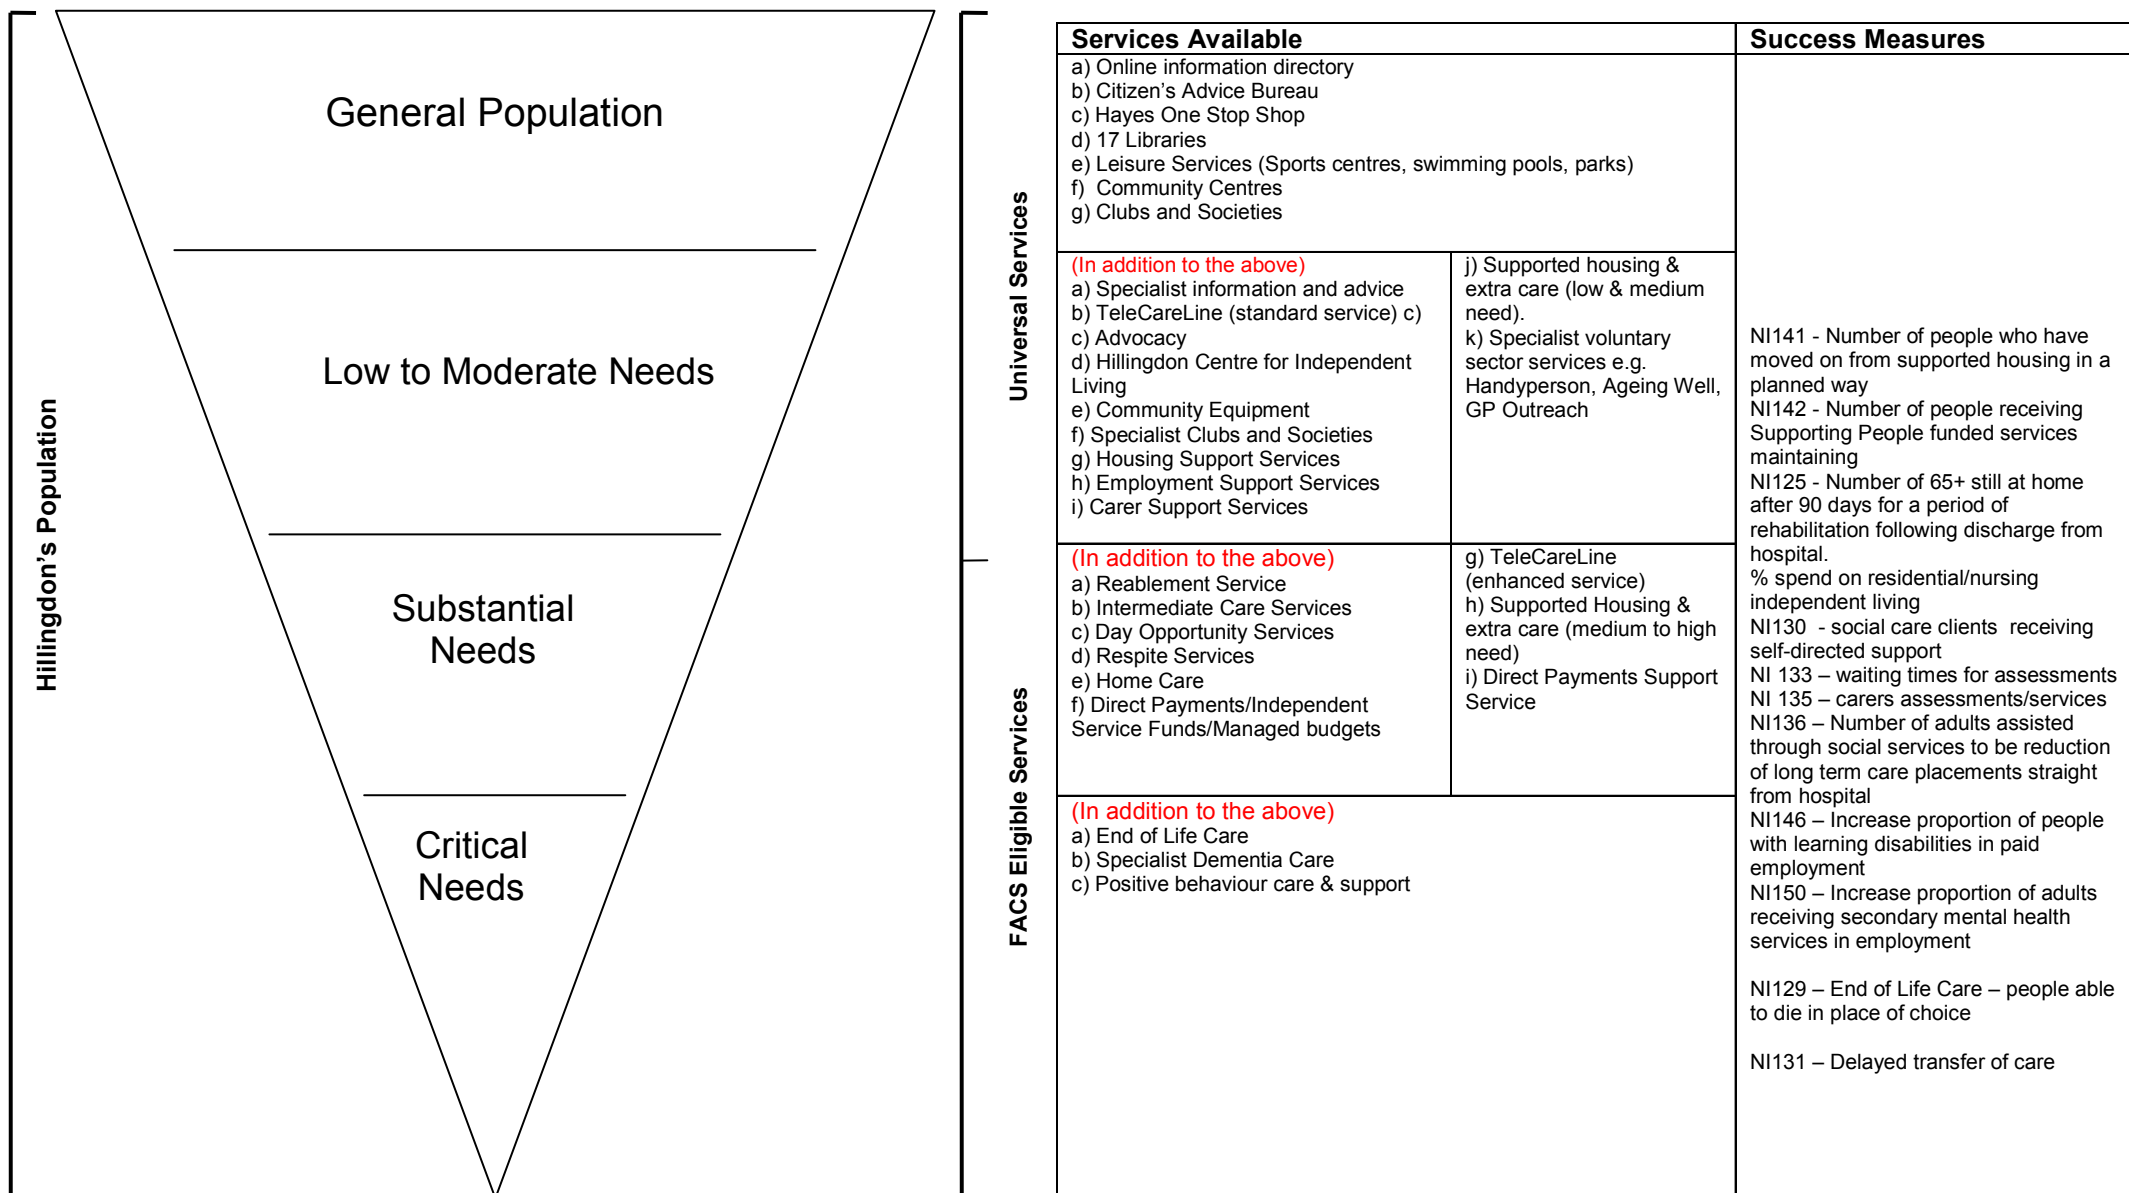 Hillingdon’s Population
General Population
Low to Moderate Needs
Substantial
Needs
Critical
Needs
Universal Services
FACS Eligible Services
Services Available
a) Online information directory
b) Citizen’s Advice Bureau
c) Hayes One Stop Shop
d) 17 Libraries
e) Leisure Services (Sports centres, swimming pools, parks)
f) Community Centres
g) Clubs and Societies
(In addition to the above)
a) Specialist information and advice
b) TeleCareLine (standard service) c)
c) Advocacy
d) Hillingdon Centre for Independent
Living
e) Community Equipment
f) Specialist Clubs and Societies
g) Housing Support Services
h) Employment Support Services
i) Carer Support Services
j) Supported housing &
extra care (low & medium
need).
k) Specialist voluntary
sector services e.g.
Handyperson, Ageing Well,
GP Outreach
(In addition to the above)
a) Reablement Service
b) Intermediate Care Services
c) Day Opportunity Services
d) Respite Services
e) Home Care
f) Direct Payments/Independent
Service Funds/Managed budgets
g) TeleCareLine
(enhanced service)
h) Supported Housing &
extra care (medium to high
need)
i) Direct Payments Support
Service
(In addition to the above)
a) End of Life Care
b) Specialist Dementia Care
c) Positive behaviour care & support
Success Measures
NI141 - Number of people who have
moved on from supported housing in a
planned way
NI142 - Number of people receiving
Supporting People funded services
maintaining
NI125 - Number of 65+ still at home
after 90 days for a period of
rehabilitation following discharge from
hospital.
% spend on residential/nursing
independent living
NI130  - social care clients  receiving
self-directed support
NI 133 – waiting times for assessments
NI 135 – carers assessments/services
NI136 – Number of adults assisted
through social services to be reduction
of long term care placements straight
from hospital
NI146 – Increase proportion of people
with learning disabilities in paid
employment
NI150 – Increase proportion of adults
receiving secondary mental health
services in employment
NI129 – End of Life Care – people able
to die in place of choice
NI131 – Delayed transfer of care